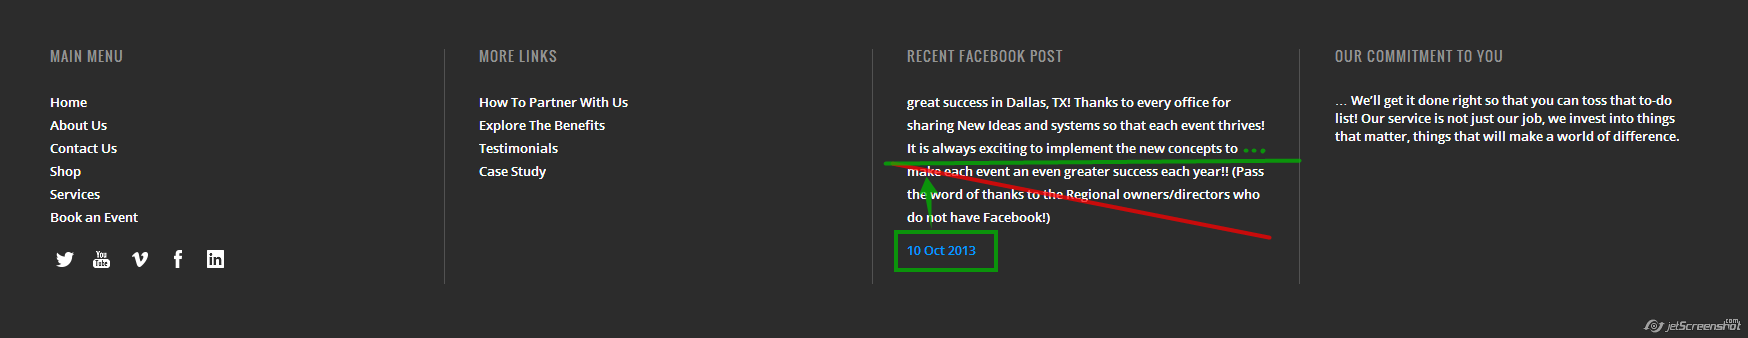 MAIN MENU
Home
About Us
Contact Us
Shop
Services
Book an Event
You
Tube
in
MORE LINKS
How To Partner With Us
Explore The Benefits
Testimonials
Case Study
RECENT FACEBOOK POST
great success in Dallas, TX! Thanks to every office for
sharing New Ideas and systems so that each event thrives!
It is always exciting to implement the new concepts to ...
make each event an even greater success each year!! (Pass
the word of thanks to the Regional owners/directors who
do not have Facebook!)
10 Oct 2013
OUR COMMITMENT TO YOU
... We’ll get it done right so that you can toss that to-do
list! Our service is not just our job, we invest into things
that matter, things that will make a world of difference.
jetScreenshot.com